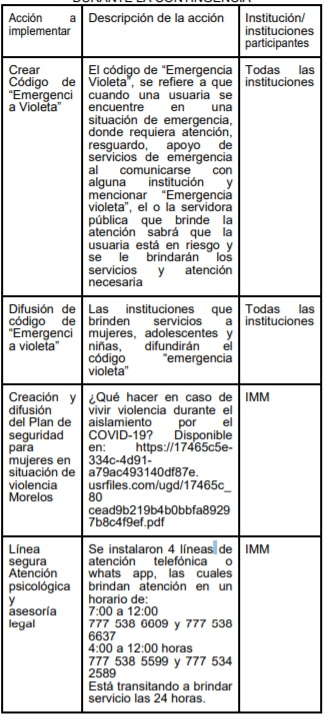 DURANTE LA CONTINGENCIA
Acción a
implementar
Descripción de la acción
Institución/
instituciones
participantes
Crear
Código de
“Emergenci
a Violeta”
El código de “Emergencia
Violeta”, se refiere a que
cuando una usuaria se
encuentre en una
situación de emergencia,
donde requiera atención,
resguardo, apoyo de
servicios de emergencia
al comunicarse con
alguna institución y
mencionar “Emergencia
violeta”, el o la servidora
pública que brinde la
atención sabrá que la
usuaria está en riesgo y
se le brindarán los
servicios y atención
necesaria
Todas las
instituciones
Difusión de
código de
“Emergenci
a violeta”
Las instituciones que
brinden servicios a
mujeres, adolescentes y
niñas, difundirán el
código “emergencia
violeta”
Todas las
instituciones
Creación y
difusión
del Plan de
seguridad
para
mujeres en
situación de
violencia
Morelos
¿Qué hacer en caso de
vivir violencia durante el
aislamiento por el
COVID-19? Disponible
en: https://17465c5e-
334c-4d91-
a79ac493140df87e.
usrfiles.com/ugd/17465c_
80
cead9b219b4b0bbfa8929
7b8c4f9ef.pdf
IMM
Línea
segura
Atención
psicológica
y
asesoría
legal
Se instalaron 4 líneas de
atención telefónica o
whats app, las cuales
brindan atención en un
horario de:
7:00 a 12:00
777 538 6609 y 777 538
6637
4:00 a 12:00 horas
777 538 5599 y 777 534
2589
Está transitando a brindar
servicio las 24 horas.
IMM